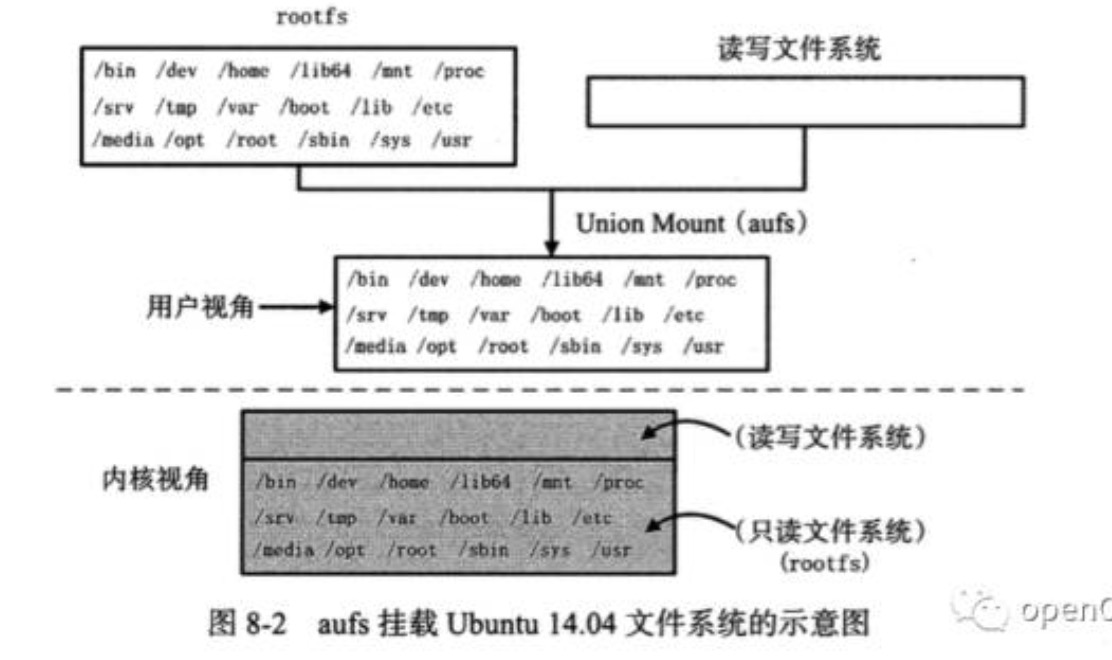 rootfs
读写文件系统
/bin /dev /home /lib64 /mnt /proc
/srv /tmp /var /boot /lib /etc
/media /opt /root /sbin /sys /usr
Union Mount（aufs）
用户视角
/bin /dev /home /lib64 /mnt /proc
/srv /tmp /var /boot /lib /etc
/media /opt /root /sbin /sys /usr
（读写文件系统）
内核视角
/bin /dev /home /lib64 /mnt /proc
/srv /tmp /var /boot /lib /etc
/media /opt /root /sbin /sys /usr
（只读文件系统）
(rootfs)
图 8-2 aufs 挂载 Ubuntu 14.04 文件系统的示意图